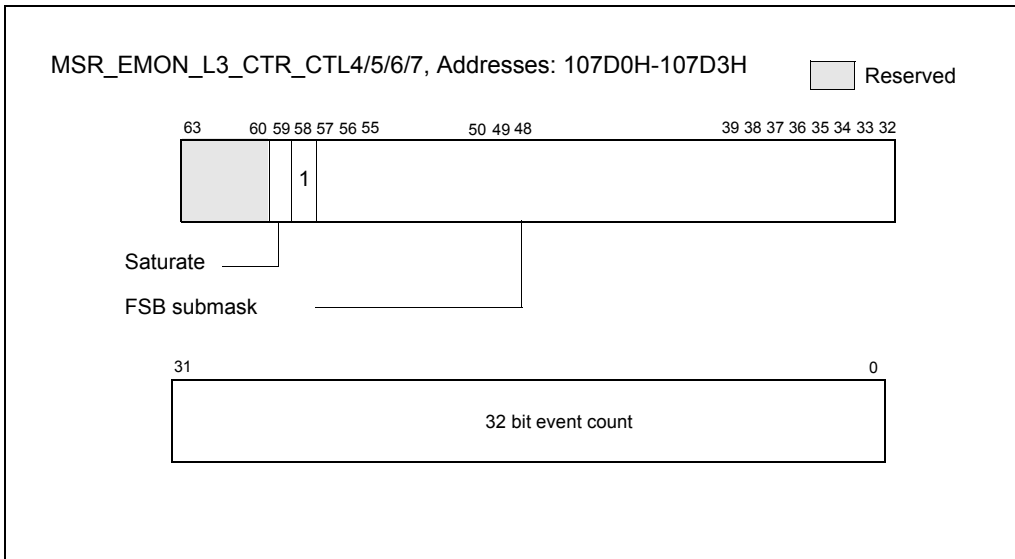 MSR_EMON_L3_CTR_CTL4/5/6/7, Addresses: 107D0H-107D3H
Reserved
63 60 59 58 57 56 55 50 49 48 39 38 37 36 35 34 33 32
1
Saturate
FSB submask
31 0
32 bit event count